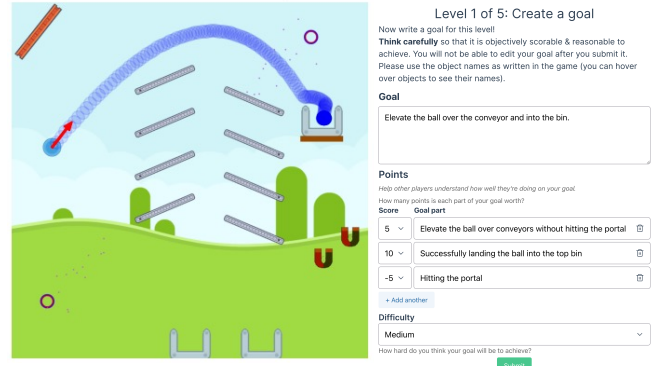 Level 1 of 5: Create a goal
Now write a goal for this level!
Think carefully so that it is objectively scorable & reasonable to
achieve. You will not be able to edit your goal after you submit it.
Please use the object names as written in the game (you can hover
over objects to see their names).
Goal
Elevate the ball over the conveyor and into the bin.
Points
Help other players understand how well they're doing on your goal.
How many points is each part of your goal worth?
Score Goal part
5 Elevate the ball over conveyors without hitting the portal
10 Successfully landing the ball into the top bin
-5 Hitting the portal
+ Add another
Difficulty
Medium
How hard do you think your goal will be to achieve?